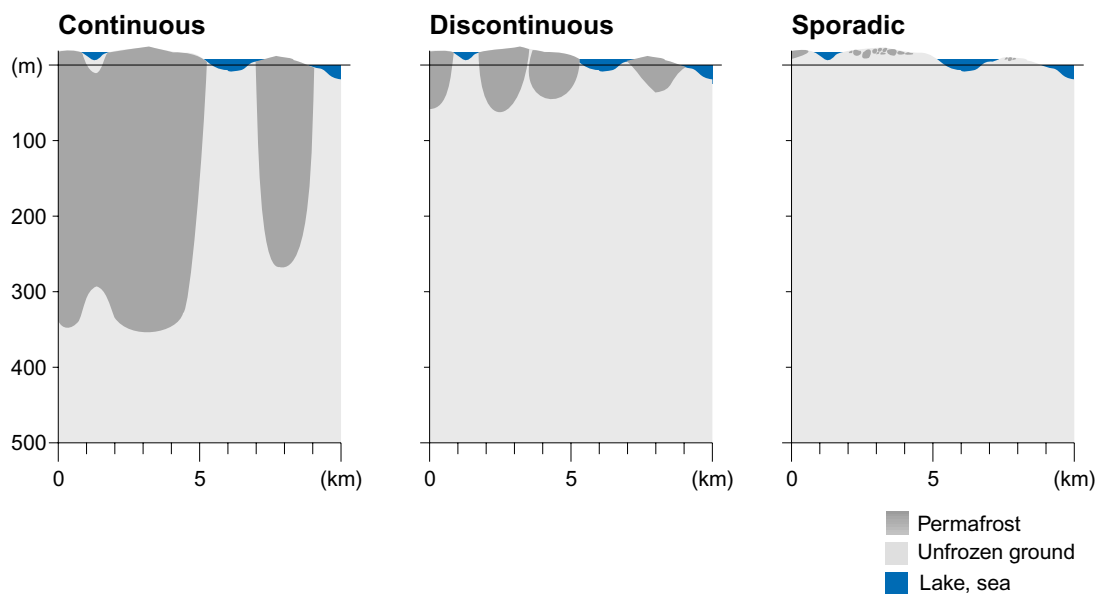 Continuous
Discontinuous
Sporadic
(m)
100
200
300
400
500
0
5
(km)
0
5
(km)
0
5
(km)
Permafrost
Unfrozen ground
Lake, sea